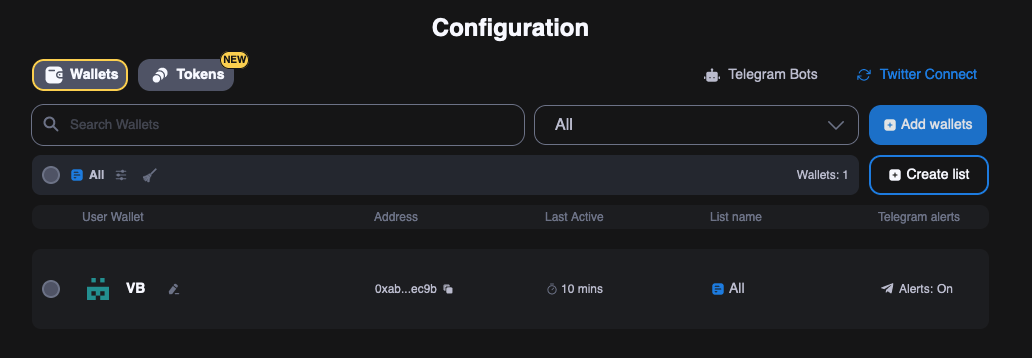 Configuration
Wallets
Tokens
NEW
Telegram Bots
Twitter Connect
Search Wallets
All
Add wallets
All
Wallets: 1
Create list
User Wallet
Address
Last Active
List name
Telegram alerts
VB
0xab...ec9b
10 mins
All
Alerts: On